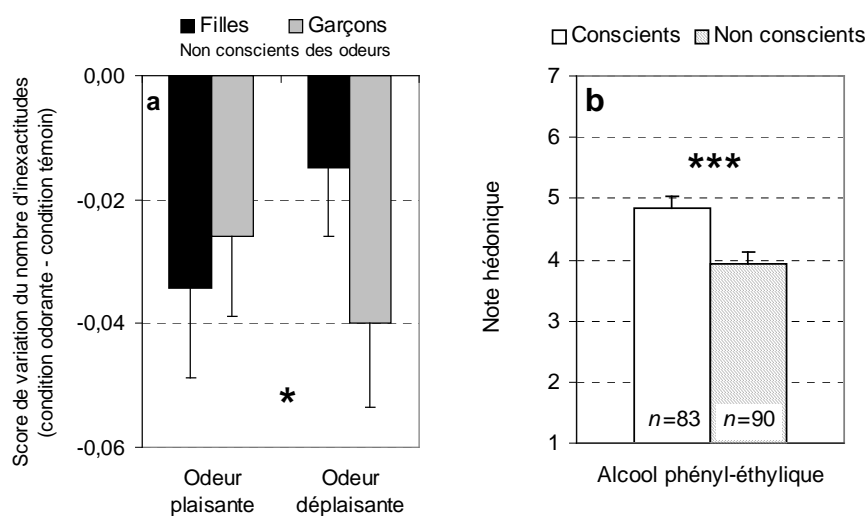 Filles Garçons
Non conscients des odeurs
a
0,00
-0,02
-0,04
-0,06
Score de variation du nombre d'inexactitudes
(condition odorante - condition témoin)
*
Odeur
plaisante
Odeur
déplaisante
Conscients Non conscients
b
7
6
5
4
3
2
1
Note hédonique
***
n=83 n=90
Alcool phényl-éthylique